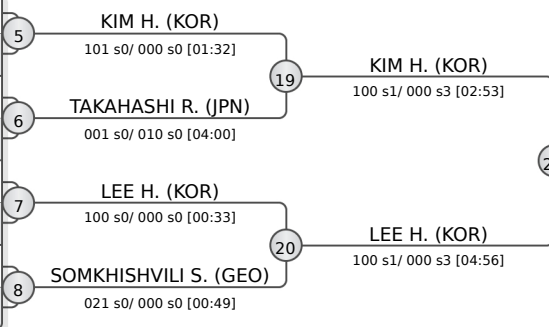 5
KIM H. (KOR)
101 s0/ 000 s0 [01:32]
19
KIM H. (KOR)
100 s1/ 000 s3 [02:53]
6
TAKAHASHI R. (JPN)
001 s0/ 010 s0 [04:00]
2
7
LEE H. (KOR)
100 s0/ 000 s0 [00:33]
20
LEE H. (KOR)
100 s1/ 000 s3 [04:56]
8
SOMKHISHVILI S. (GEO)
021 s0/ 000 s0 [00:49]